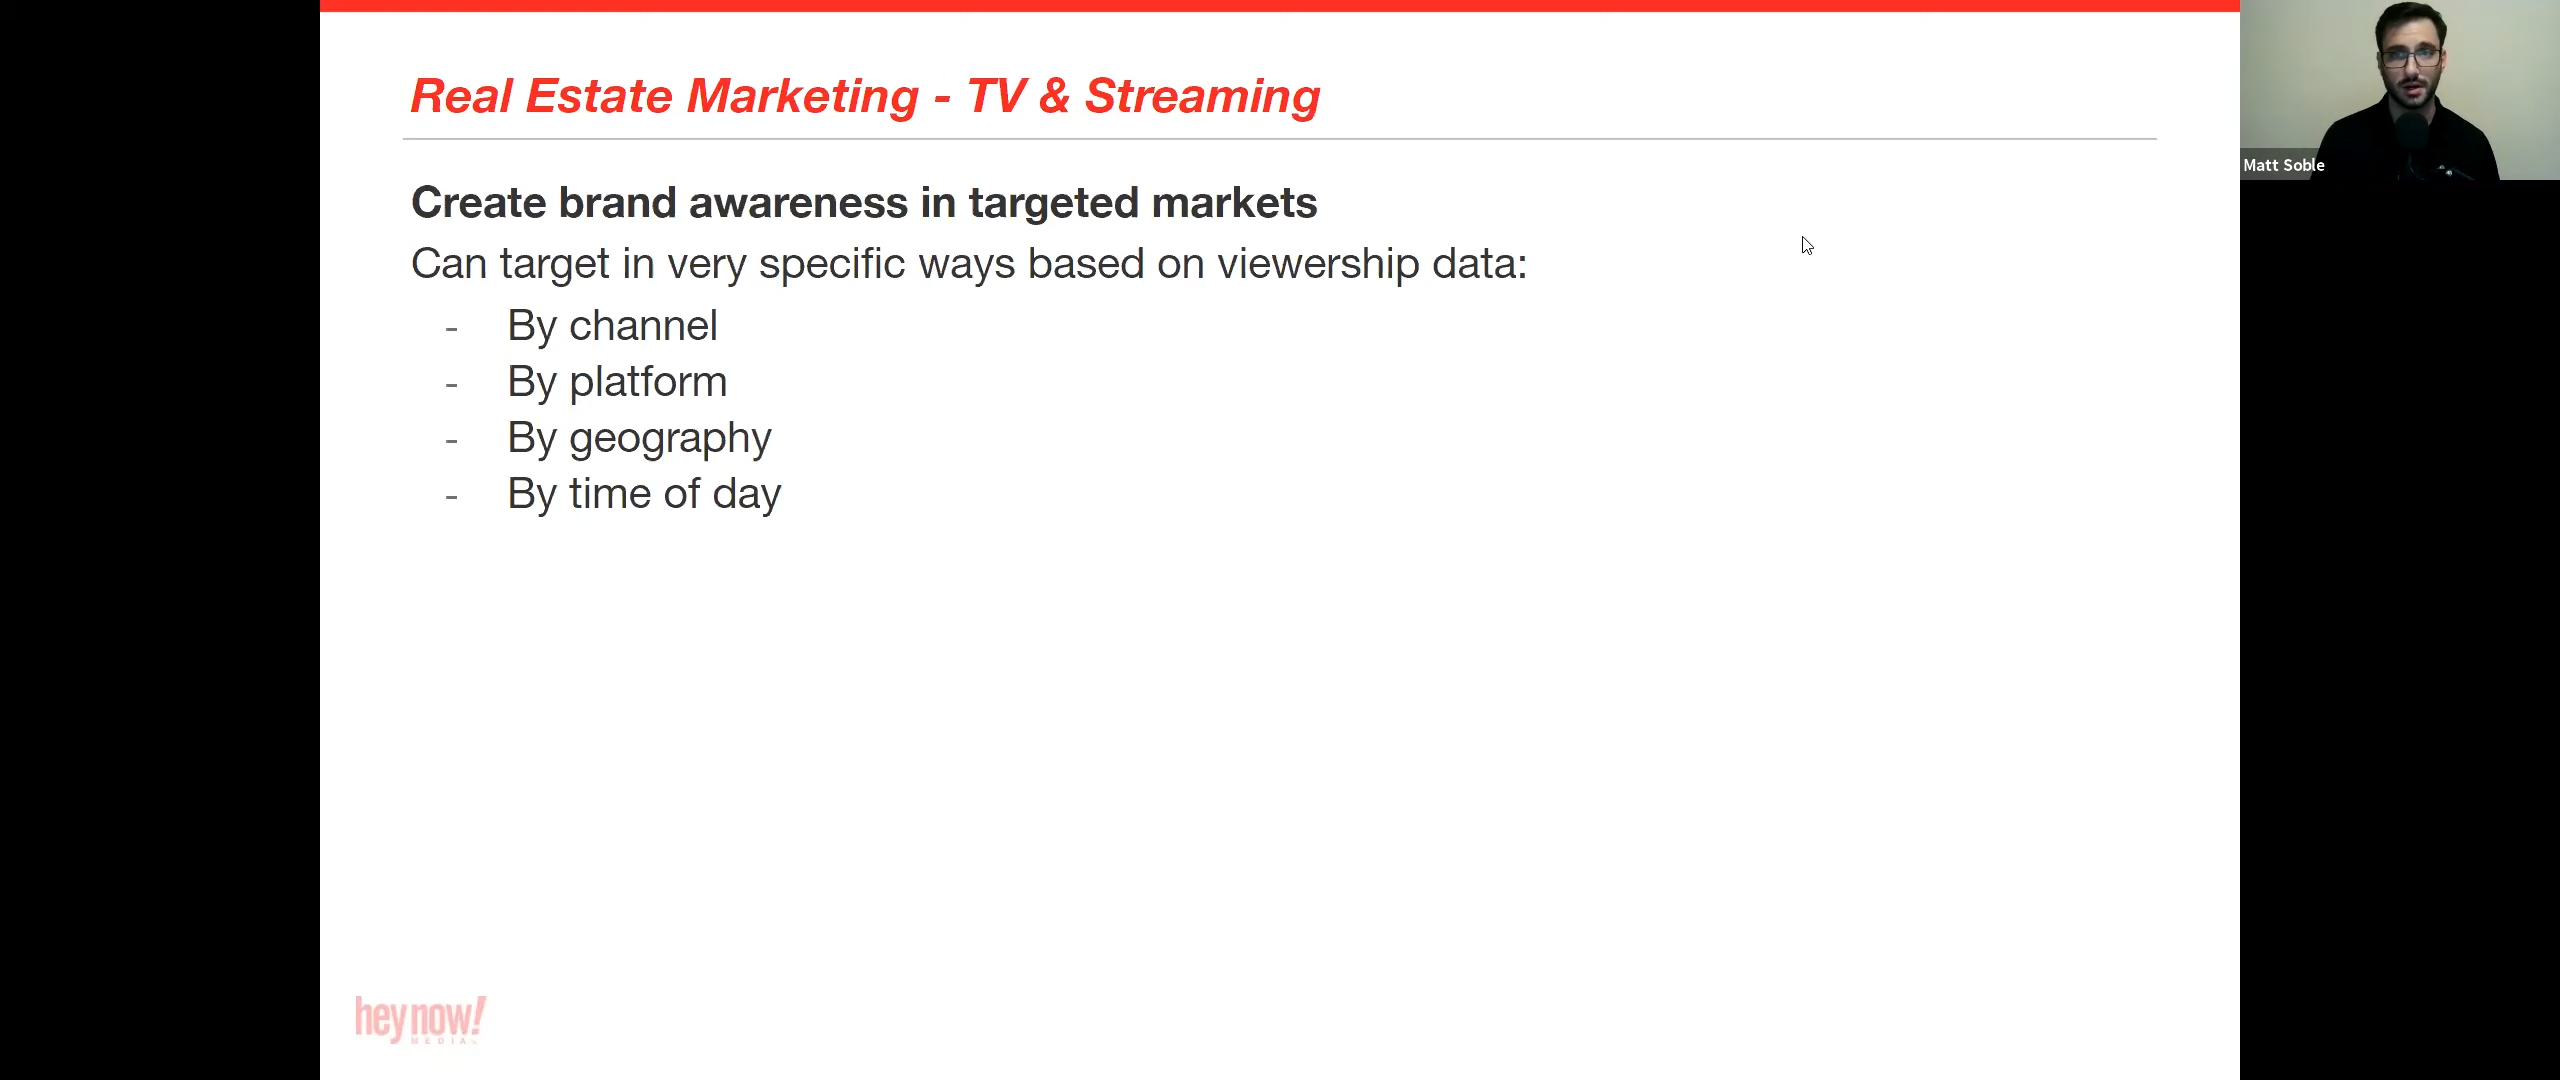 Real Estate Marketing - TV & Streaming
Matt Soble
Create brand awareness in targeted markets
Can target in very specific ways based on viewership data:
- By channel
- By platform
- By geography
- By time of day
hey now!
MEDIA